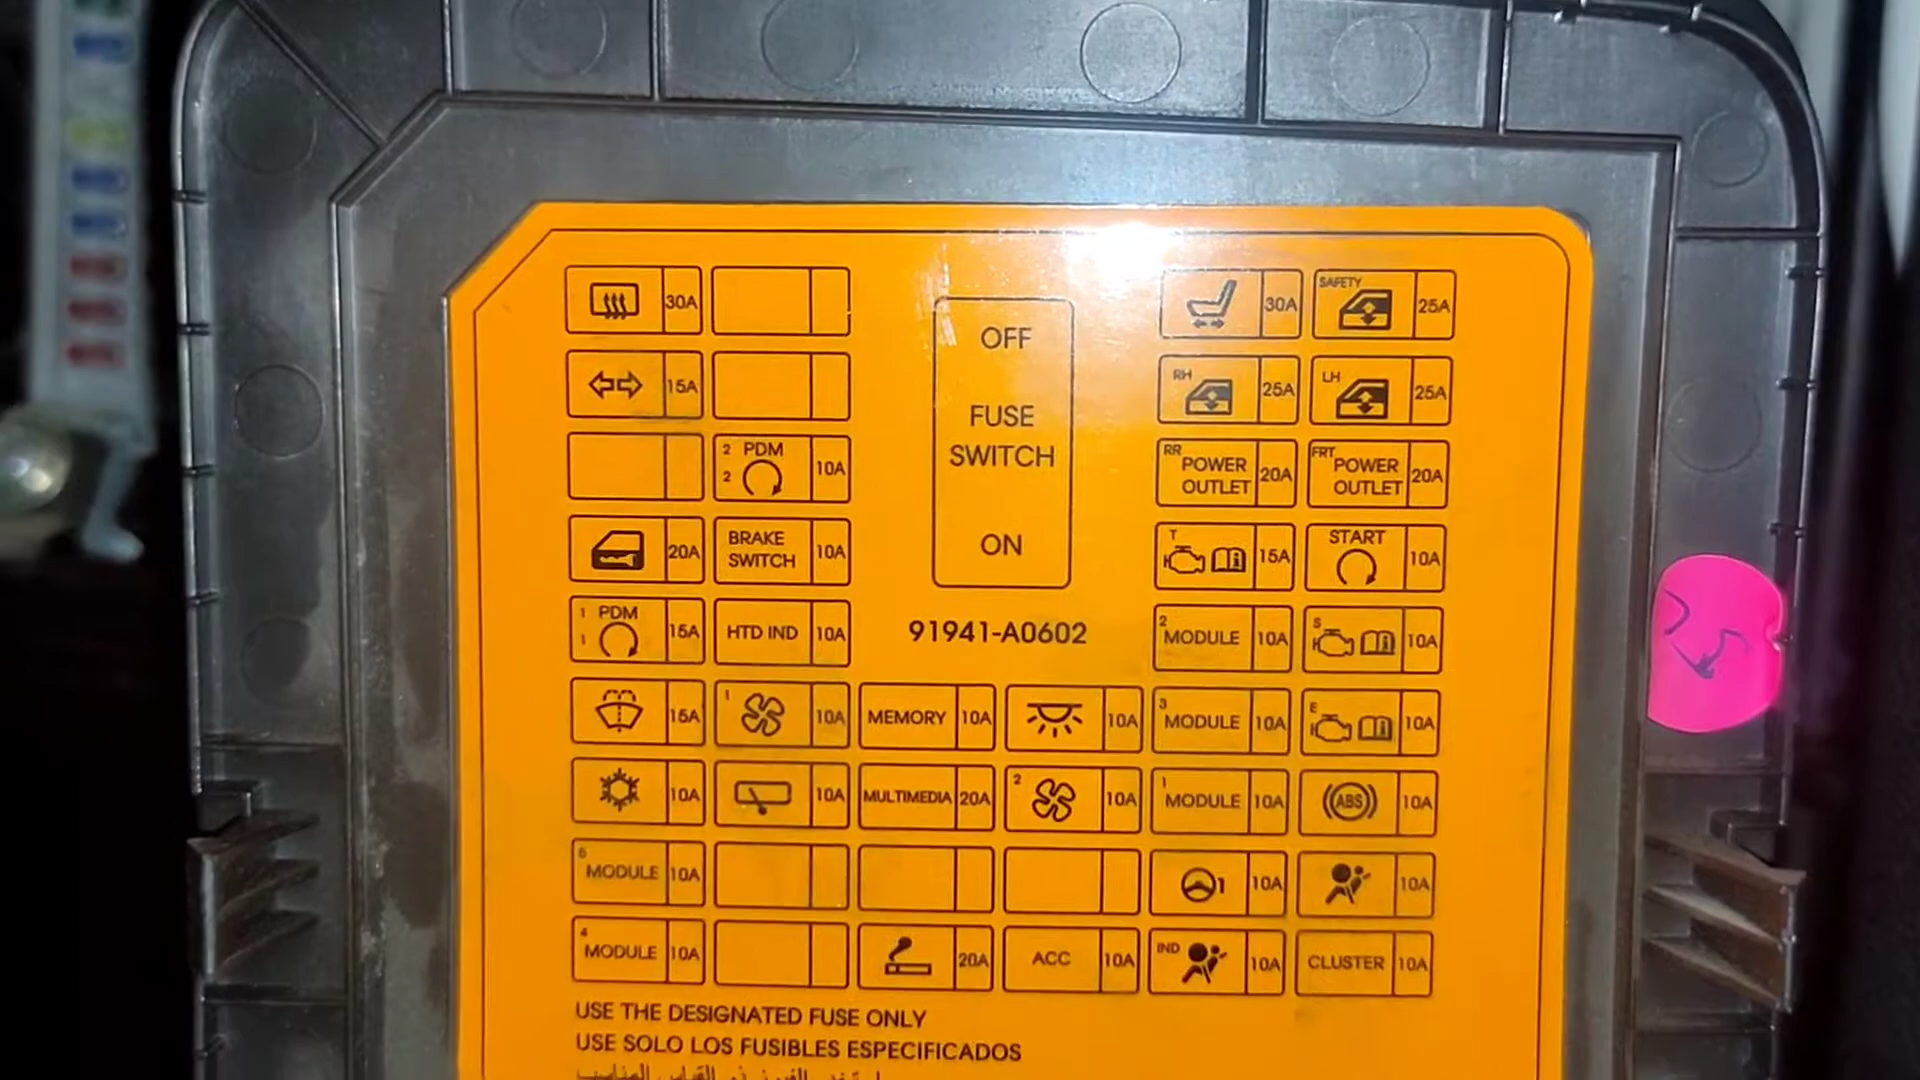 30A
SAFETY
30A 25A
15A
RH 25A LH 25A
2 PDM 2 10A
RR POWER OUTLET 20A FRT POWER OUTLET 20A
OFF
FUSE
SWITCH
ON
20A BRAKE SWITCH 10A
T 15A START 10A
1 PDM 1 15A HTD IND 10A
91941-A0602
2 MODULE 10A S 10A
15A 1 10A MEMORY 10A 10A 3 MODULE 10A E 10A
10A 10A MULTIMEDIA 20A 2 10A 1 MODULE 10A ABS 10A
5 MODULE 10A 1 10A 10A
4 MODULE 10A 20A ACC 10A IND 10A CLUSTER 10A
USE THE DESIGNATED FUSE ONLY
USE SOLO LOS FUSIBLES ESPECIFICADOS